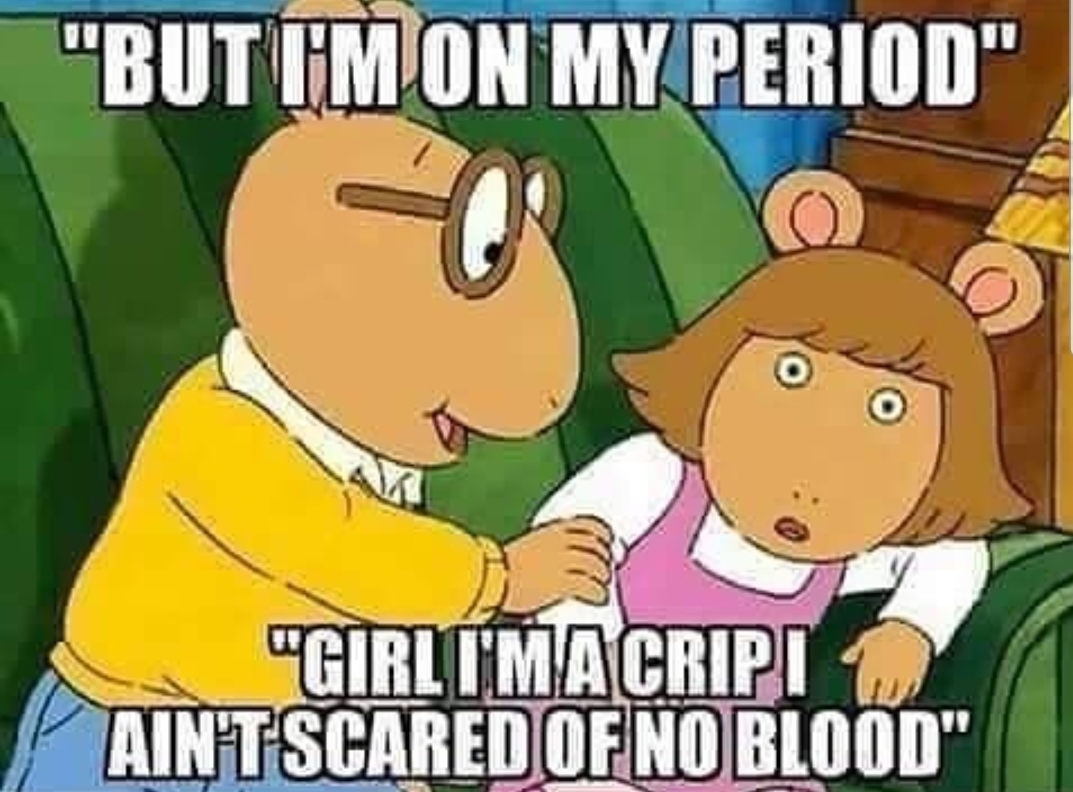 "BUT I'M ON MY PERIOD"
"GIRL I'M A CRIP I
AIN'T SCARED OF NO BLOOD"